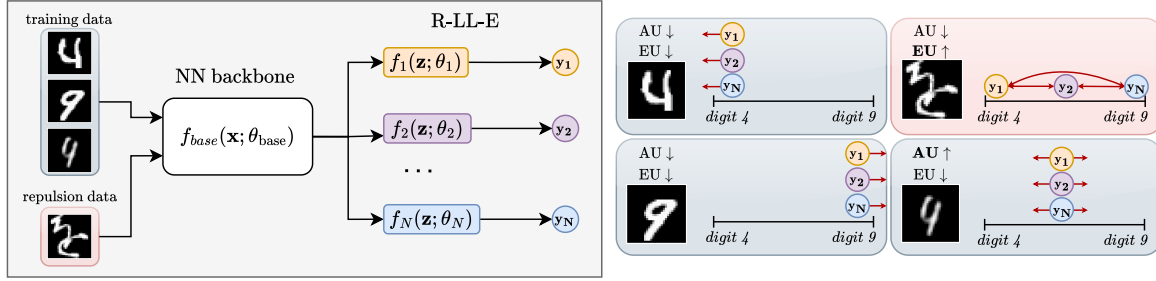 training data
repulsion data
NN backbone
f_base(x; θ_base)
R-LL-E
f_1(z; θ_1)
y_1
f_2(z; θ_2)
y_2
...
f_N(z; θ_N)
y_N
AU ↓
EU ↓
y_1
y_2
y_N
digit 4
digit 9
AU ↓
EU ↑
y_1
y_2
y_N
digit 4
digit 9
AU ↓
EU ↓
y_1
y_2
y_N
digit 4
digit 9
AU ↑
EU ↓
y_1
y_2
y_N
digit 4
digit 9